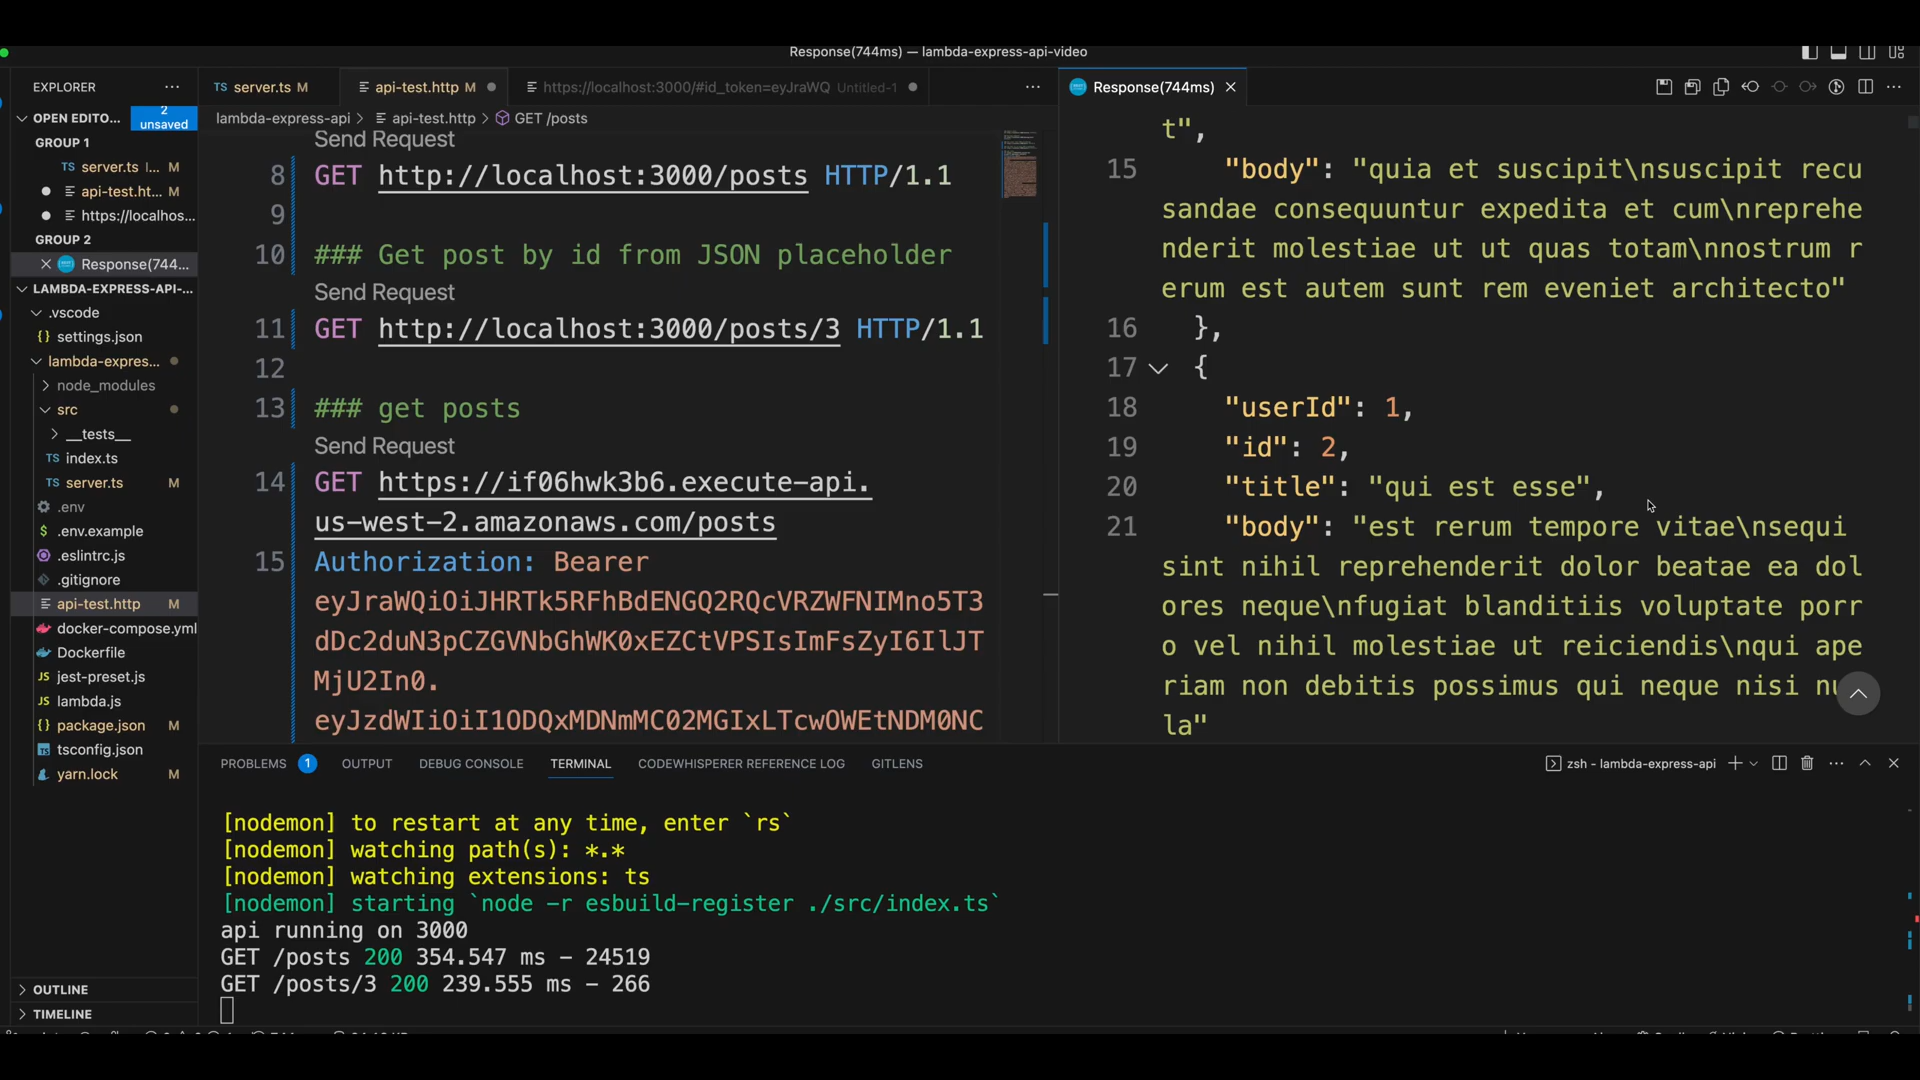 Response(744ms) — lambda-express-api-video
EXPLORER
OPEN EDITO...
2 unsaved
GROUP 1
TS server.ts I... M
api-test.ht... M
https://localhos...
GROUP 2
Response(744...
LAMBDA-EXPRESS-API-...
.vscode
{} settings.json
lambda-expres...
node_modules
src
__tests__
TS index.ts
TS server.ts M
.env
$ .env.example
.eslintrc.js
.gitignore
api-test.http M
docker-compose.yml
Dockerfile
JS jest-preset.js
JS lambda.js
{} package.json M
tsconfig.json
yarn.lock M
OUTLINE
TIMELINE
TS server.ts M
api-test.http M
https://localhost:3000/#id_token=eyJraWQ Untitled-1
lambda-express-api > api-test.http > GET /posts
Send Request
8 GET http://localhost:3000/posts HTTP/1.1
9
10 ### Get post by id from JSON placeholder
Send Request
11 GET http://localhost:3000/posts/3 HTTP/1.1
12
13 ### get posts
Send Request
14 GET https://if06hwk3b6.execute-api.
us-west-2.amazonaws.com/posts
15 Authorization: Bearer
eyJraWQiOiJHRTk5RFhBdENGQ2RQcVRZWFNIMno5T3
dDc2duN3pCZGVNbGhWK0xEZCtVPSIsImFsZyI6IlJT
MjU2In0.
eyJzdWIiOiI1ODQxMDNmMC02MGIxLTcwOWEtNDM0NC
Response(744ms)
t",
15 "body": "quia et suscipit\nsuscipit recu
sandae consequuntur expedita et cum\nreprehe
nderit molestiae ut ut quas totam\nnostrum r
erum est autem sunt rem eveniet architecto"
16 },
17 {
18 "userId": 1,
19 "id": 2,
20 "title": "qui est esse",
21 "body": "est rerum tempore vitae\nsequi
sint nihil reprehenderit dolor beatae ea dol
ores neque\nfugiat blanditiis voluptate porr
o vel nihil molestiae ut reiciendis\nqui ape
riam non debitis possimus qui neque nisi nu
la"
PROBLEMS 1 OUTPUT DEBUG CONSOLE TERMINAL CODEWHISPERER REFERENCE LOG GITLENS
zsh - lambda-express-api
[nodemon] to restart at any time, enter `rs`
[nodemon] watching path(s): *.*
[nodemon] watching extensions: ts
[nodemon] starting `node -r esbuild-register ./src/index.ts`
api running on 3000
GET /posts 200 354.547 ms - 24519
GET /posts/3 200 239.555 ms - 266